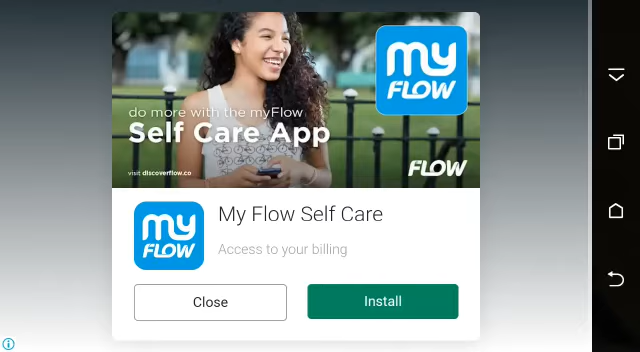 my
FLOW
do more with the myFlow
Self Care App
visit discoverflow.co
FLOW
my
FLOW
My Flow Self Care
Access to your billing
Close
Install